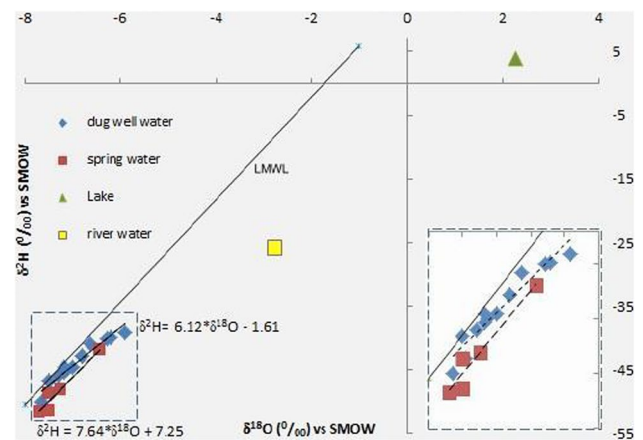 -8
-6
-4
-2
0
2
4
5
-5
-15
-25
-35
-45
-55
dug well water
spring water
Lake
river water
LMWL
δ²H (⁰/₀₀) vs SMOW
δ²H= 6.12*δ¹⁸O - 1.61
δ²H = 7.64*δ¹⁸O + 7.25
δ¹⁸O (⁰/₀₀) vs SMOW